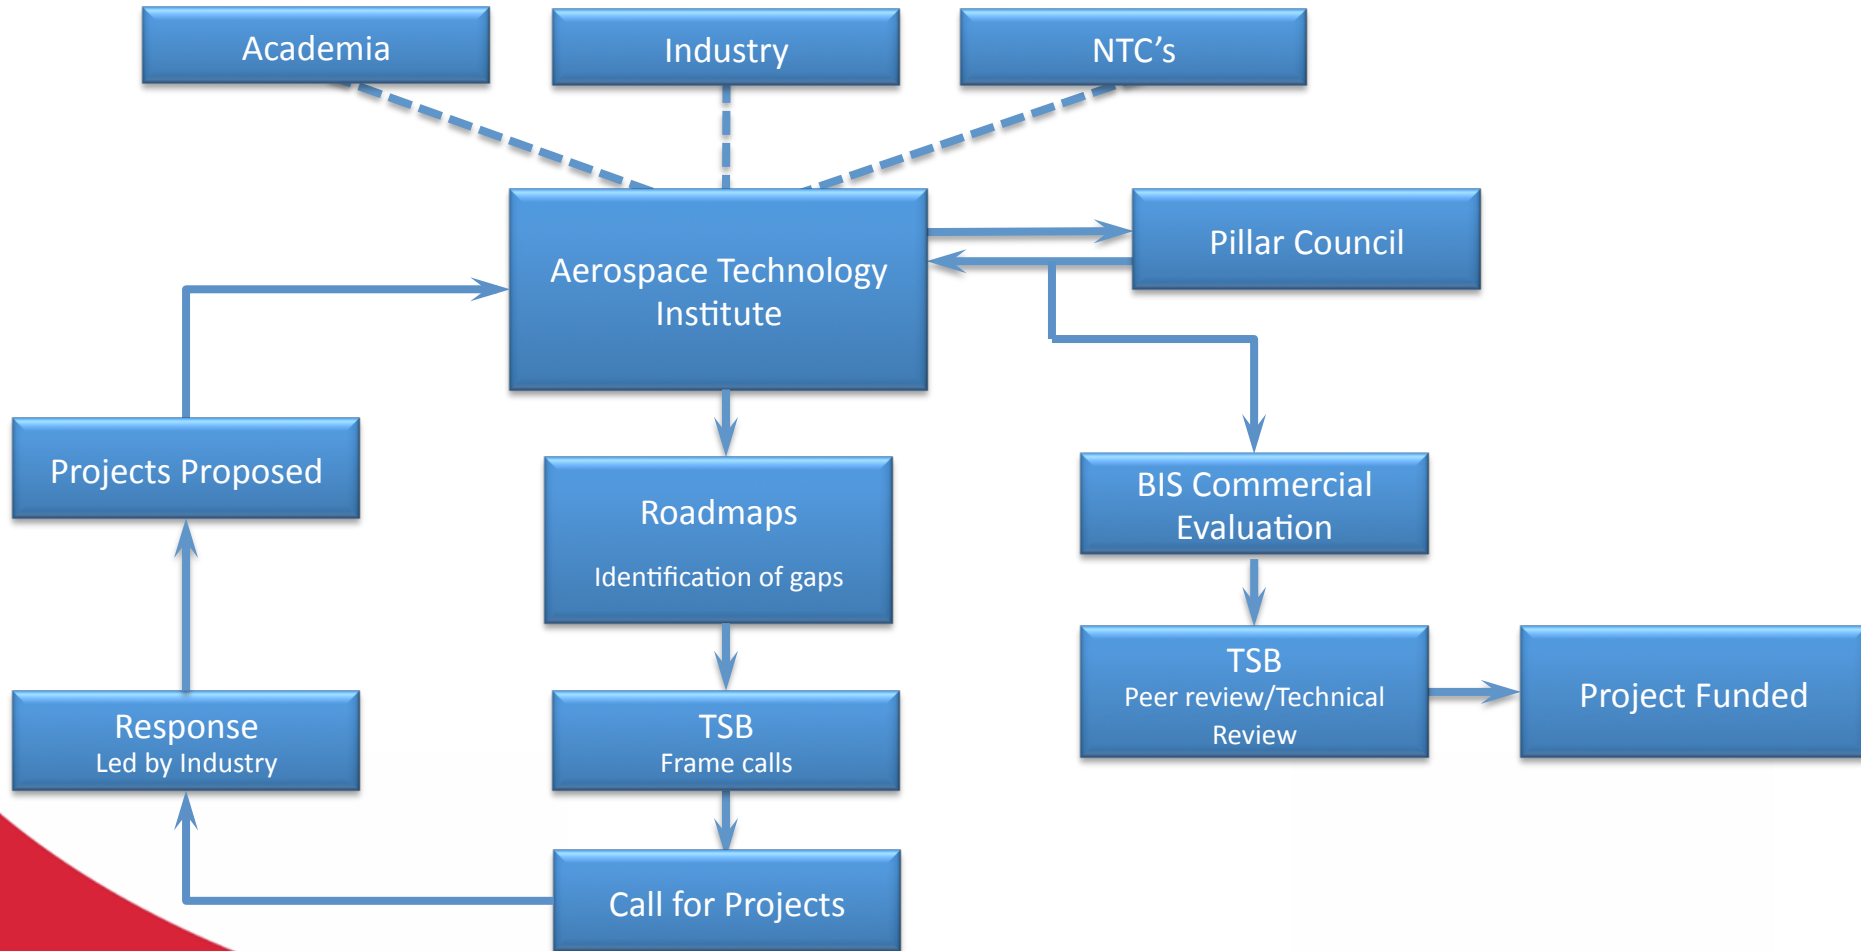 Academia
Industry
NTC's
Aerospace Technology
Institute
Pillar Council
Projects Proposed
Roadmaps
Identification of gaps
BIS Commercial
Evaluation
Response
Led by Industry
TSB
Frame calls
TSB
Peer review/Technical
Review
Project Funded
Call for Projects